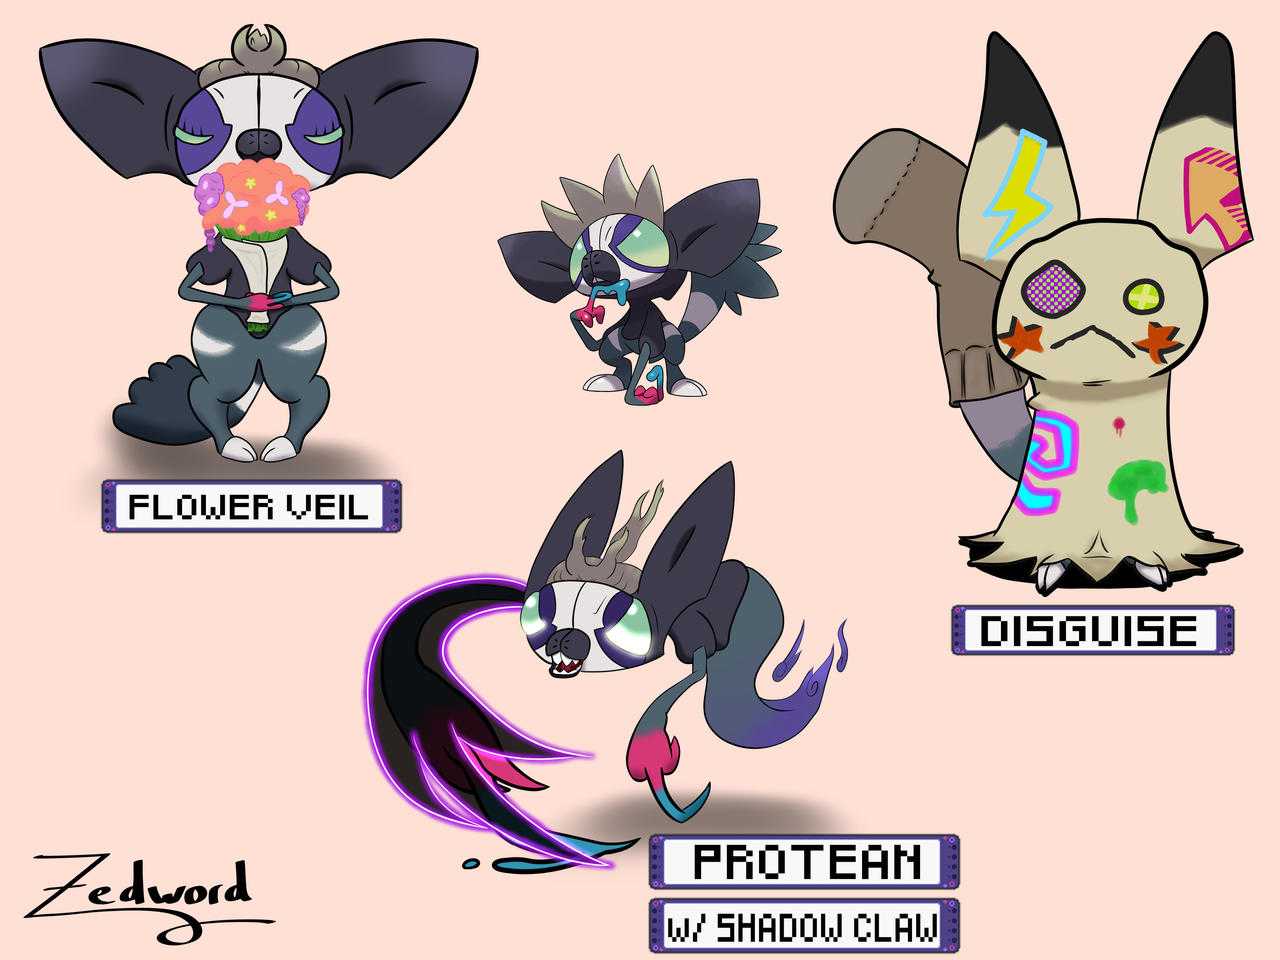 FLOWER VEIL
DISGUISE
PROTEAN
W/ SHADOW CLAW
Zedword